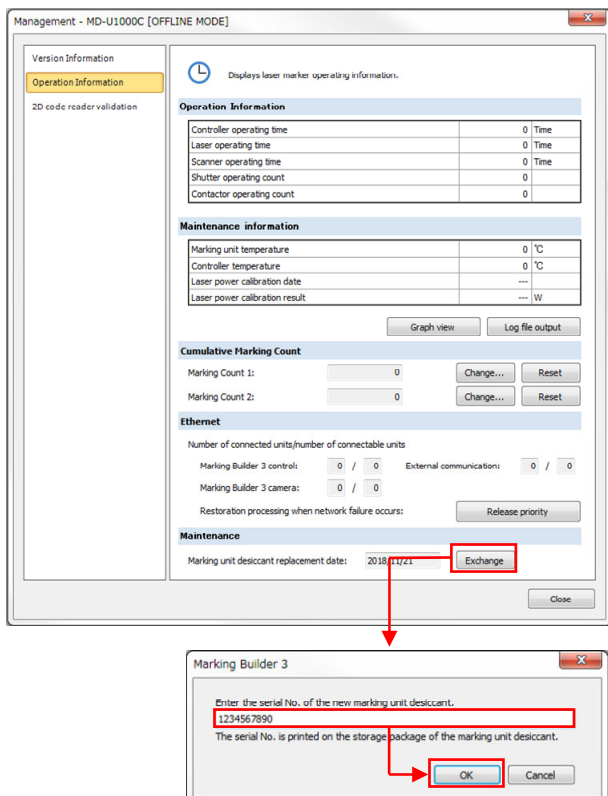 Management - MD-U1000C [OFFLINE MODE]
Version Information
Operation Information
2D code reader validation
Displays laser marker operating information.
Operation Information
Controller operating time 0 Time
Laser operating time 0 Time
Scanner operating time 0 Time
Shutter operating count 0
Contactor operating count 0
Maintenance information
Marking unit temperature 0 ℃
Controller temperature 0 ℃
Laser power calibration date ---
Laser power calibration result --- W
Graph view Log file output
Cumulative Marking Count
Marking Count 1: 0 Change... Reset
Marking Count 2: 0 Change... Reset
Ethernet
Number of connected units/number of connectable units
Marking Builder 3 control: 0 / 0 External communication: 0 / 0
Marking Builder 3 camera: 0 / 0
Restoration processing when network failure occurs: Release priority
Maintenance
Marking unit desiccant replacement date: 2018/11/21 Exchange
Close
Marking Builder 3
Enter the serial No. of the new marking unit desiccant.
1234567890
The serial No. is printed on the storage package of the marking unit desiccant.
OK Cancel